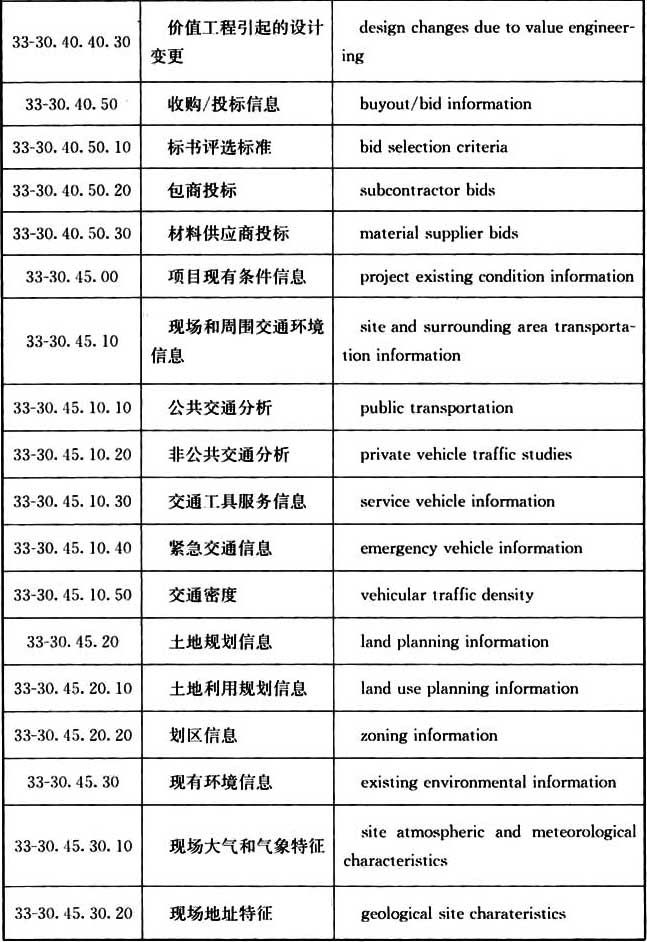 33-30.40.40.30 价值工程引起的设计变更 design changes due to value engineer-
ing
33-30.40.50 收购/投标信息 buyout/bid information
33-30.40.50.10 标书评选标准 bid selection criteria
33-30.40.50.20 包商投标 subcontractor bids
33-30.40.50.30 材料供应商投标 material supplier bids
33-30.45.00 项目现有条件信息 project existing condition information
33-30.45.10 现场和周围交通环境信息 site and surrounding area transporta-
tion information
33-30.45.10.10 公共交通分析 public transportation
33-30.45.10.20 非公共交通分析 private vehicle traffic studies
33-30.45.10.30 交通工具服务信息 service vehicle information
33-30.45.10.40 紧急交通信息 emergency vehicle information
33-30.45.10.50 交通密度 vehicular traffic density
33-30.45.20 土地规划信息 land planning information
33-30.45.20.10 土地利用规划信息 land use planning information
33-30.45.20.20 划区信息 zoning information
33-30.45.30 现有环境信息 existing environmental information
33-30.45.30.10 现场大气和气象特征 site atmospheric and meteorological
characteristics
33-30.45.30.20 现场地址特征 geological site charateristics